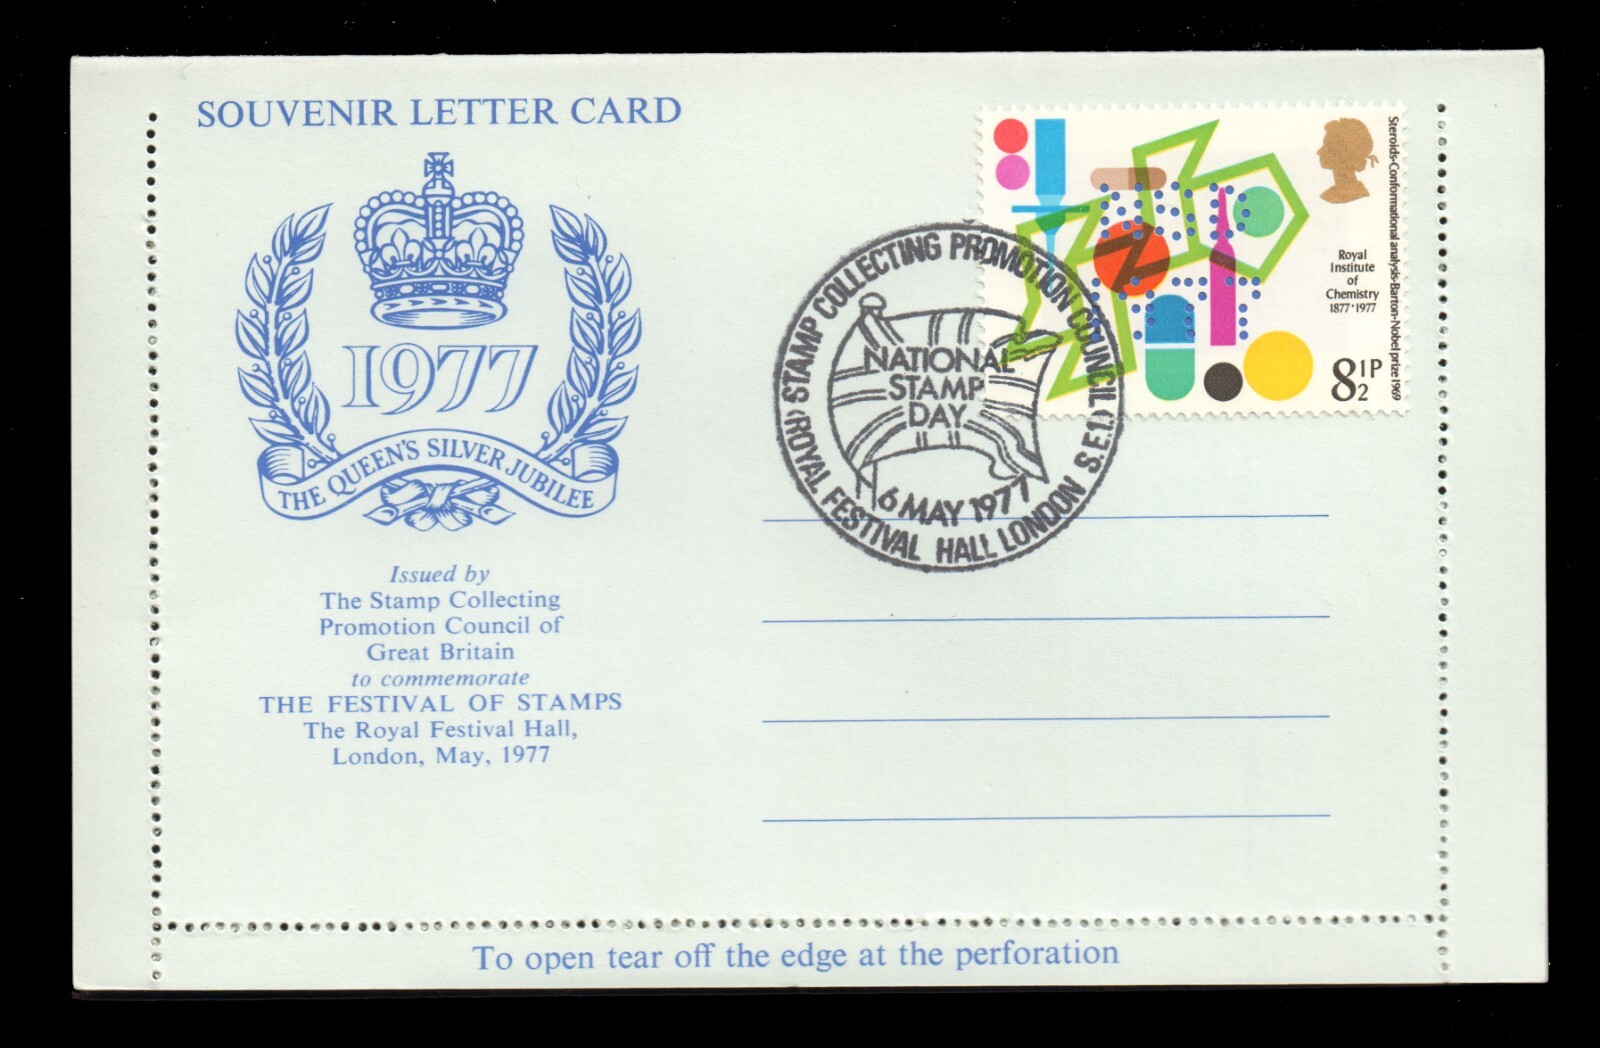 SOUVENIR LETTER CARD
1977
THE QUEEN'S SILVER JUBILEE
Issued by
The Stamp Collecting
Promotion Council of
Great Britain
to commemorate
THE FESTIVAL OF STAMPS
The Royal Festival Hall,
London, May, 1977
STAMP COLLECTING PROMOTION COUNCIL
ROYAL FESTIVAL HALL LONDON S.E.1.
NATIONAL
STAMP
DAY
6 MAY 1977
Steroids·Conformational analysis·Barton·Nobel prize 1969
Royal
Institute
of
Chemistry
1877·1977
8½P
To open tear off the edge at the perforation